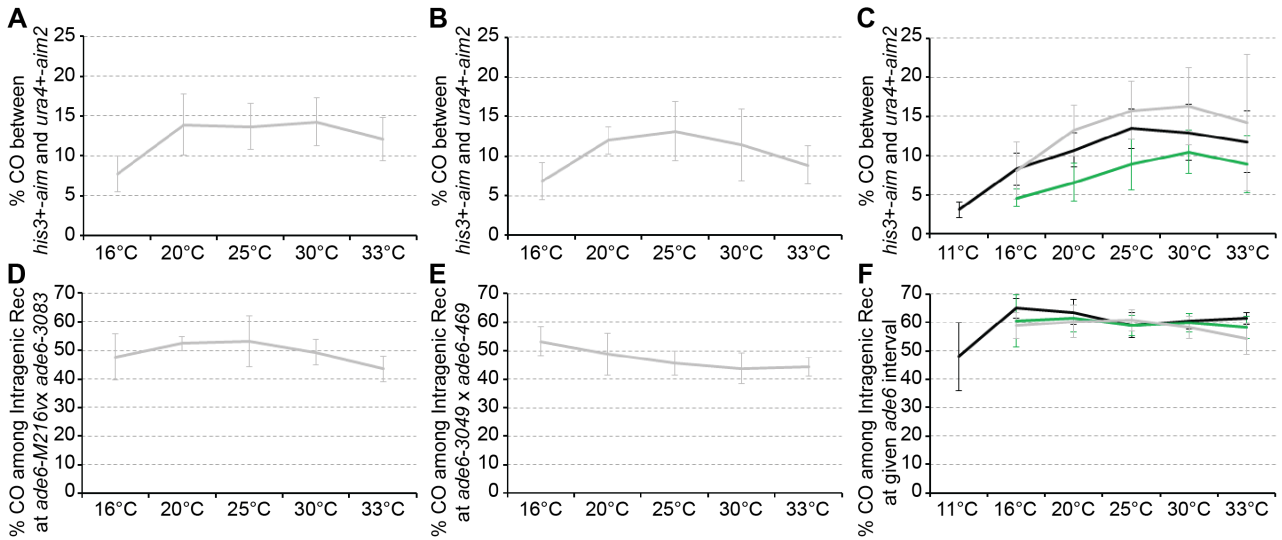 A
% CO between
his3+-aim and ura4+-aim2
25
20
15
10
5
0
16°C 20°C 25°C 30°C 33°C
B
% CO between
his3+-aim and ura4+-aim2
25
20
15
10
5
0
16°C 20°C 25°C 30°C 33°C
C
% CO between
his3+-aim and ura4+-aim2
25
20
15
10
5
0
11°C 16°C 20°C 25°C 30°C 33°C
D
% CO among Intragenic Rec
at ade6-M216vx ade6-3083
70
60
50
40
30
20
10
0
16°C 20°C 25°C 30°C 33°C
E
% CO among Intragenic Rec
at ade6-3049 x ade6-469
70
60
50
40
30
20
10
0
16°C 20°C 25°C 30°C 33°C
F
% CO among Intragenic Rec
at given ade6 interval
70
60
50
40
30
20
10
0
11°C 16°C 20°C 25°C 30°C 33°C